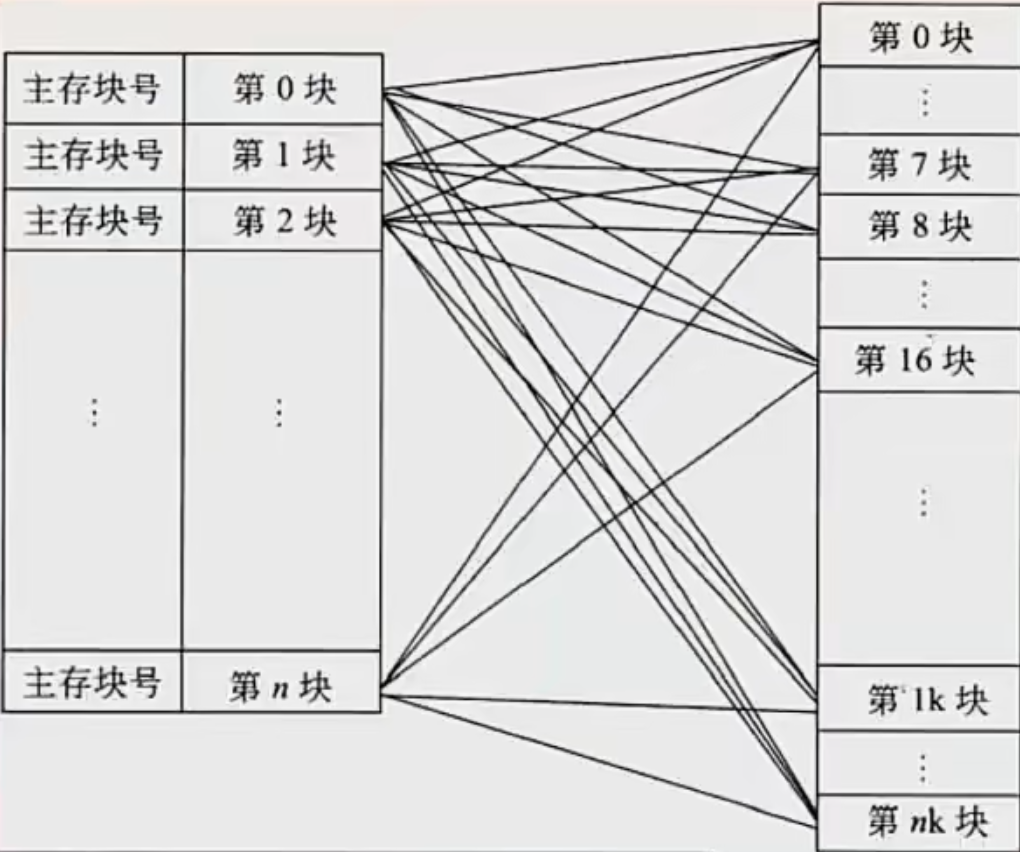 主存块号 第 0 块
主存块号 第 1 块
主存块号 第 2 块
⋮ ⋮
主存块号 第 n 块
第 0 块
⋮
第 7 块
第 8 块
⋮
第 16 块
⋮
第 1k 块
⋮
第 nk 块